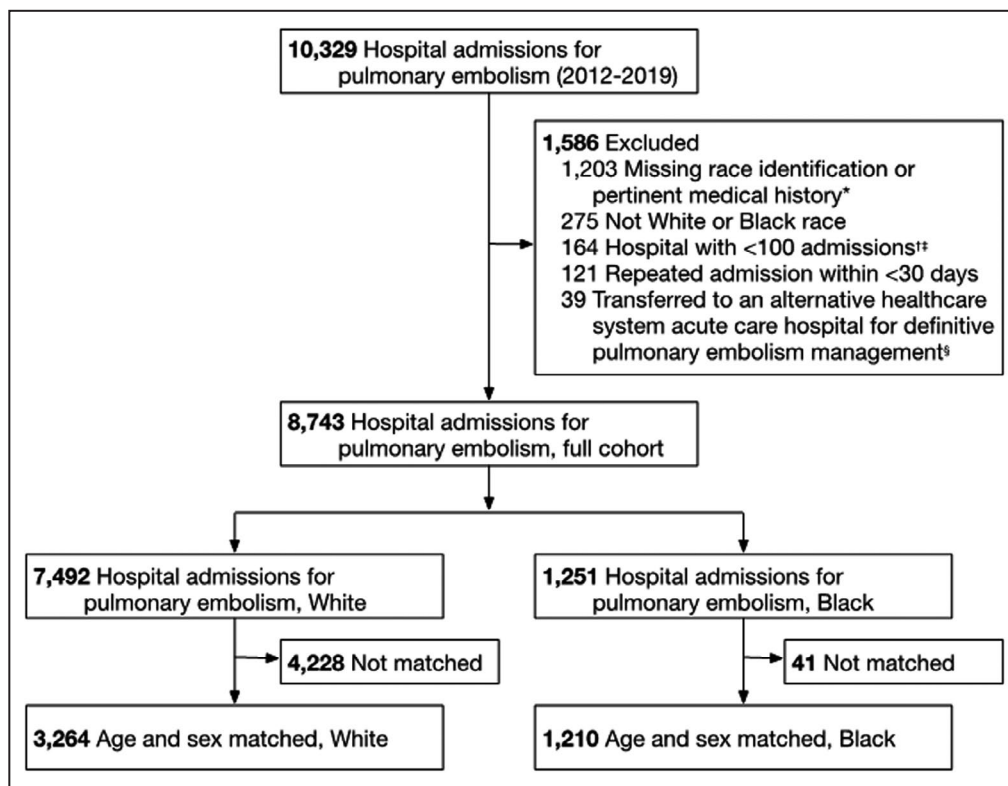 10,329 Hospital admissions for
pulmonary embolism (2012-2019)
1,586 Excluded
1,203 Missing race identification or
pertinent medical history*
275 Not White or Black race
164 Hospital with <100 admissions†‡
121 Repeated admission within <30 days
39 Transferred to an alternative healthcare
system acute care hospital for definitive
pulmonary embolism management§
8,743 Hospital admissions for
pulmonary embolism, full cohort
7,492 Hospital admissions for
pulmonary embolism, White
1,251 Hospital admissions for
pulmonary embolism, Black
4,228 Not matched
41 Not matched
3,264 Age and sex matched, White
1,210 Age and sex matched, Black